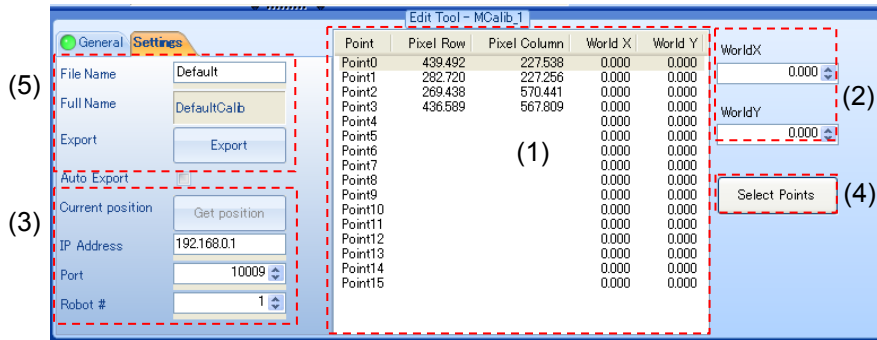 Edit Tool - MCalib_1
General Settings
(5)
File Name Default
Full Name DefaultCalib
Export Export
Auto Export
(3)
Current position Get position
IP Address 192.168.0.1
Port 10009
Robot # 1
Point Pixel Row Pixel Column World X World Y
Point0 439.492 227.538 0.000 0.000
Point1 282.720 227.256 0.000 0.000
Point2 269.438 570.441 0.000 0.000
Point3 436.589 567.809 0.000 0.000
Point4 0.000 0.000
Point5 0.000 0.000
Point6 0.000 0.000
Point7 0.000 0.000
Point8 0.000 0.000
Point9 0.000 0.000
Point10 0.000 0.000
Point11 0.000 0.000
Point12 0.000 0.000
Point13 0.000 0.000
Point14 0.000 0.000
Point15 0.000 0.000
(1)
WorldX
0.000
(2)
WorldY
0.000
Select Points
(4)